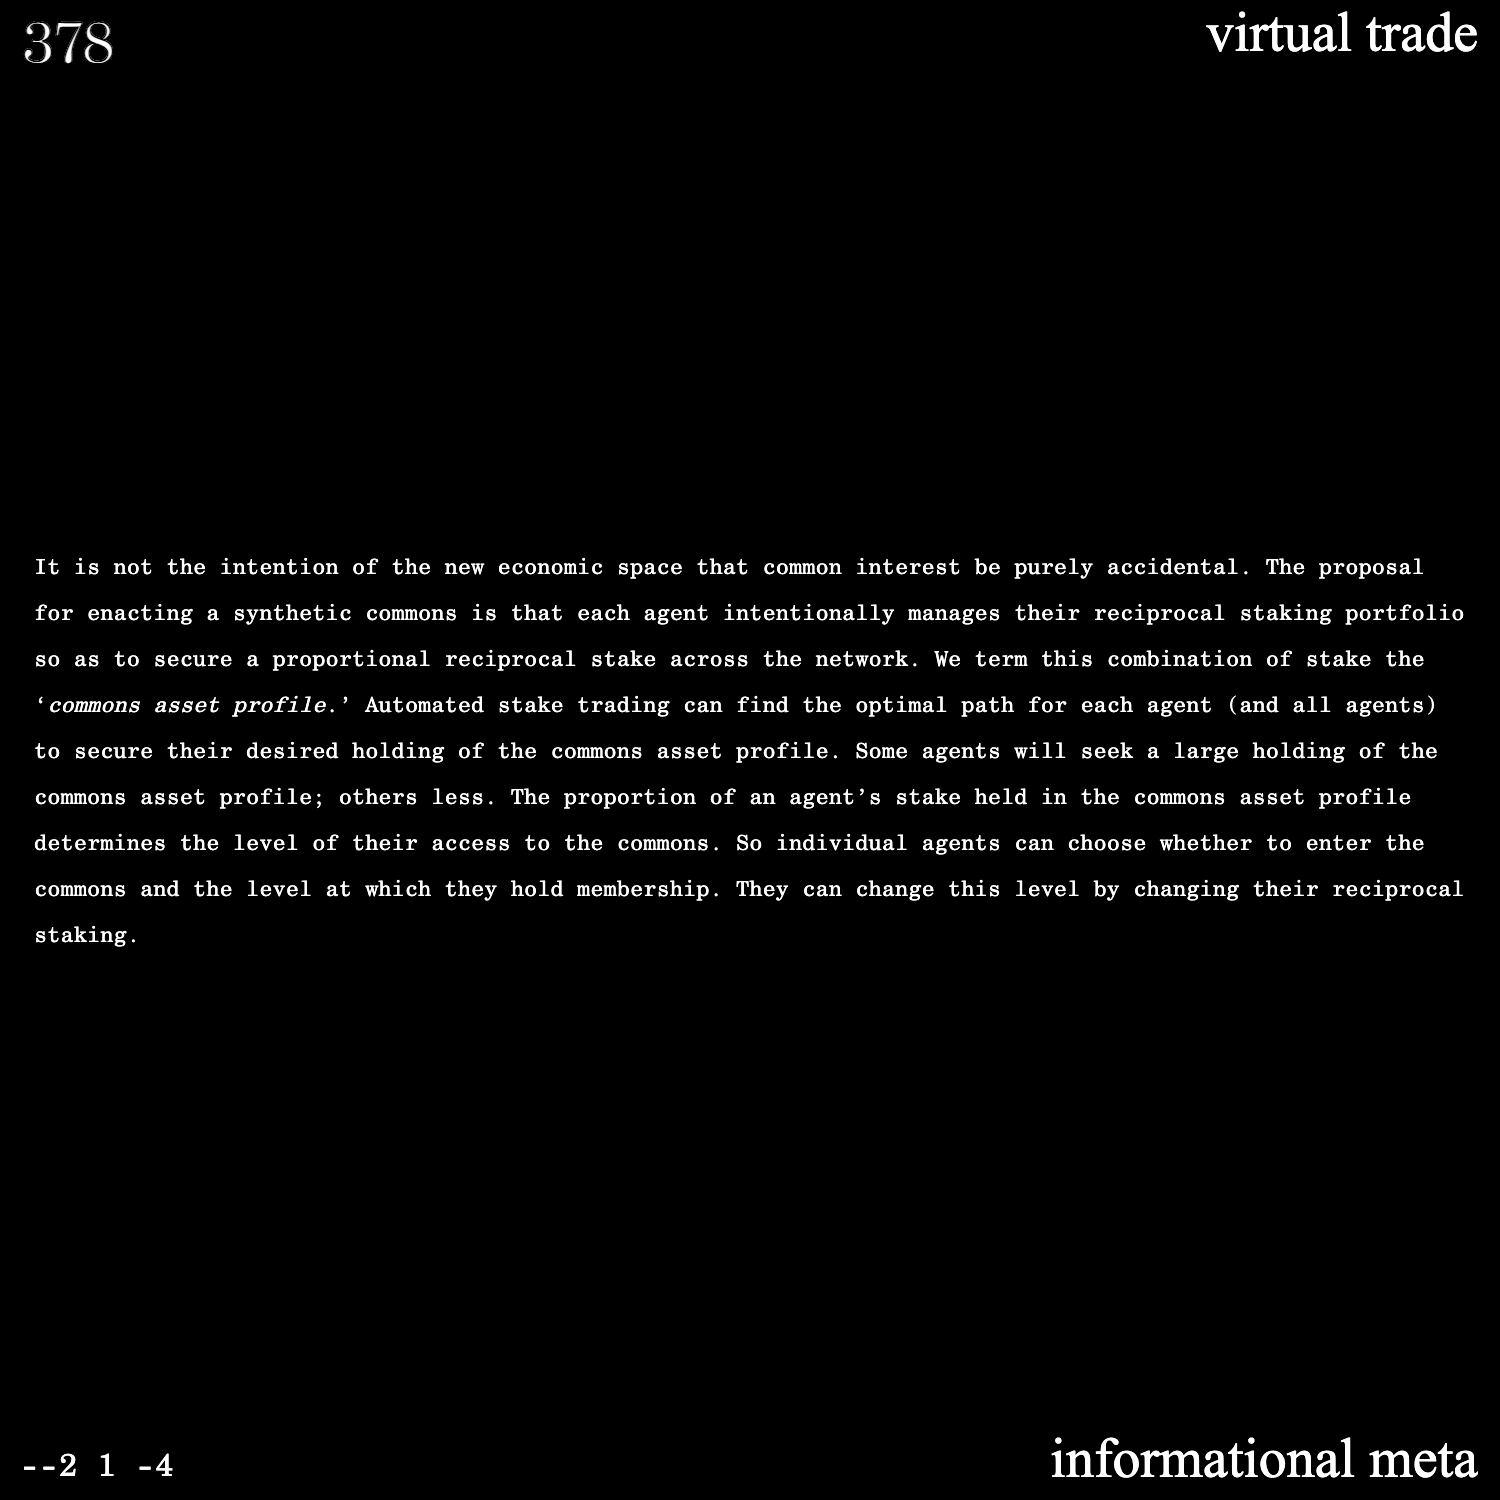 378
virtual trade
It is not the intention of the new economic space that common interest be purely accidental. The proposal
for enacting a synthetic commons is that each agent intentionally manages their reciprocal staking portfolio
so as to secure a proportional reciprocal stake across the network. We term this combination of stake the
‘commons asset profile.’ Automated stake trading can find the optimal path for each agent (and all agents)
to secure their desired holding of the commons asset profile. Some agents will seek a large holding of the
commons asset profile; others less. The proportion of an agent’s stake held in the commons asset profile
determines the level of their access to the commons. So individual agents can choose whether to enter the
commons and the level at which they hold membership. They can change this level by changing their reciprocal
staking.
--2 1 -4
informational meta